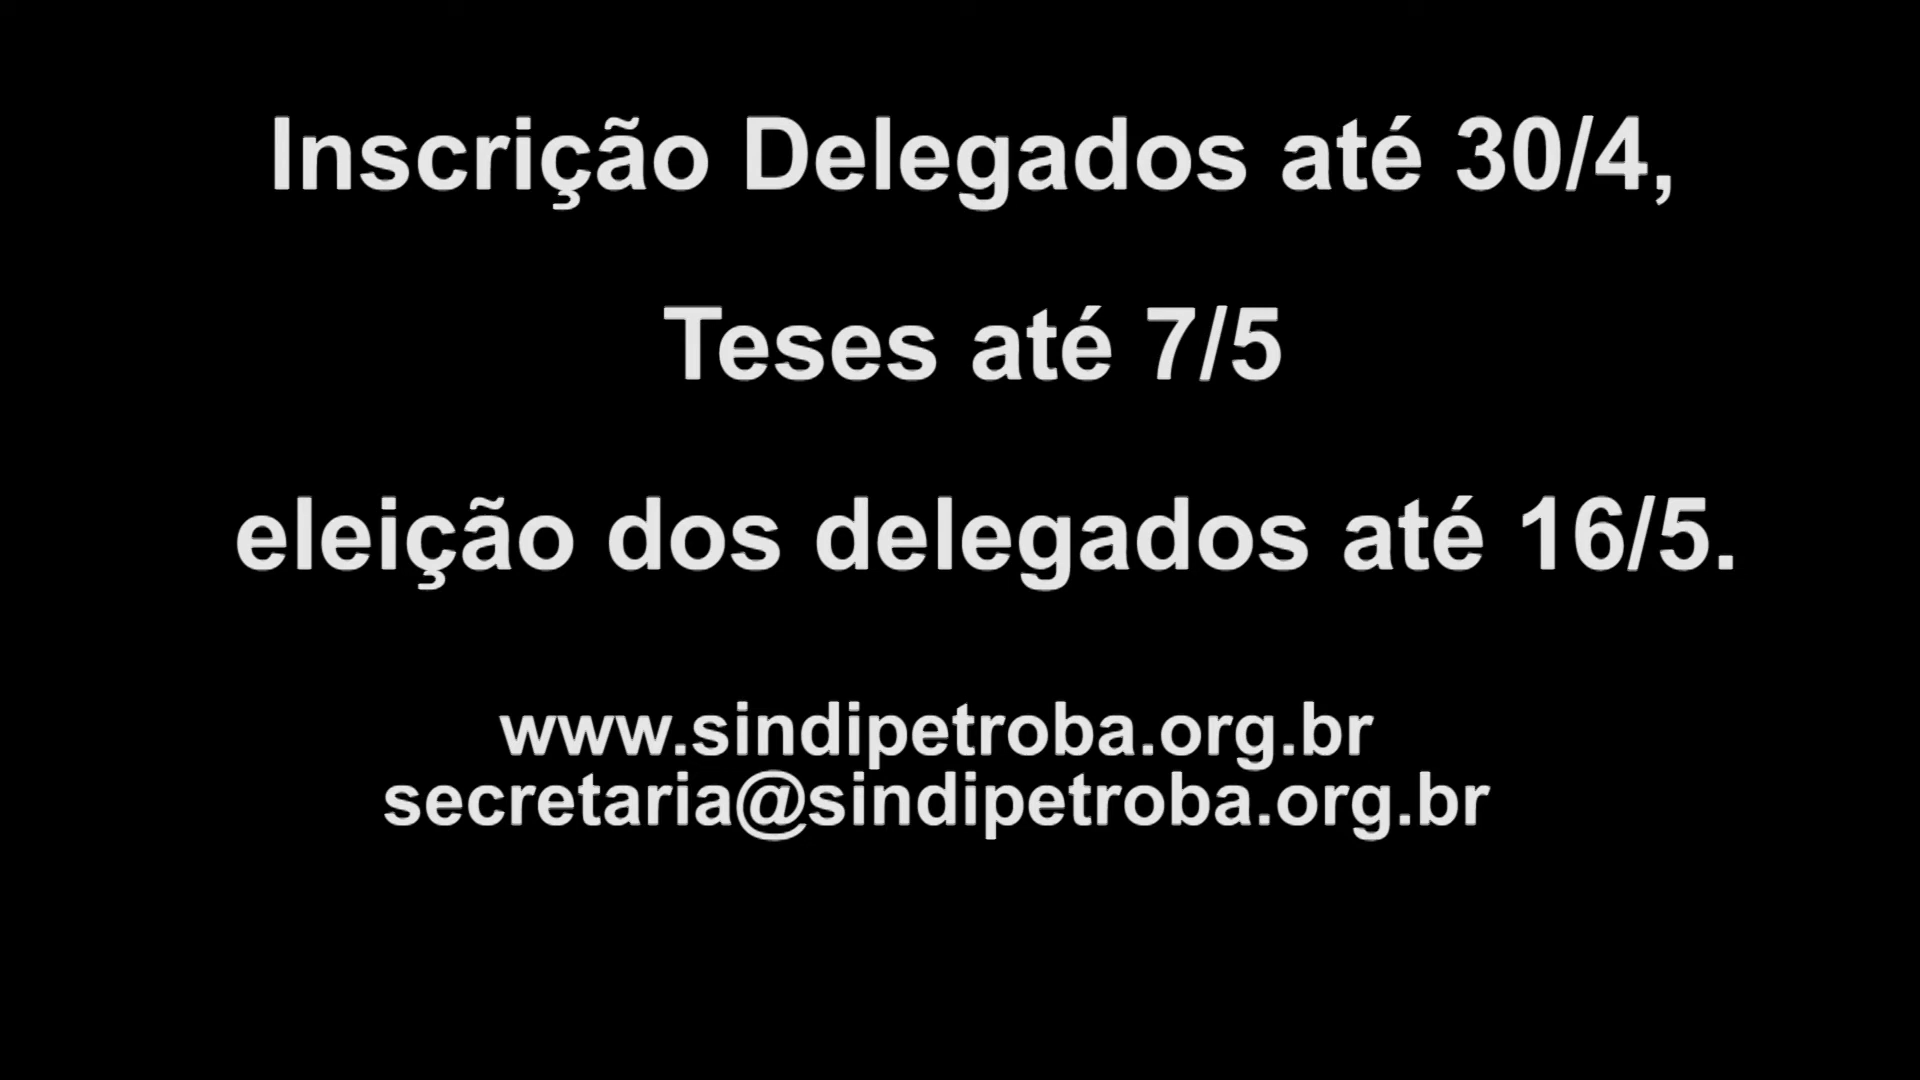 Inscrição Delegados até 30/4,
Teses até 7/5
eleição dos delegados até 16/5.
www.sindipetroba.org.br
secretaria@sindipetroba.org.br